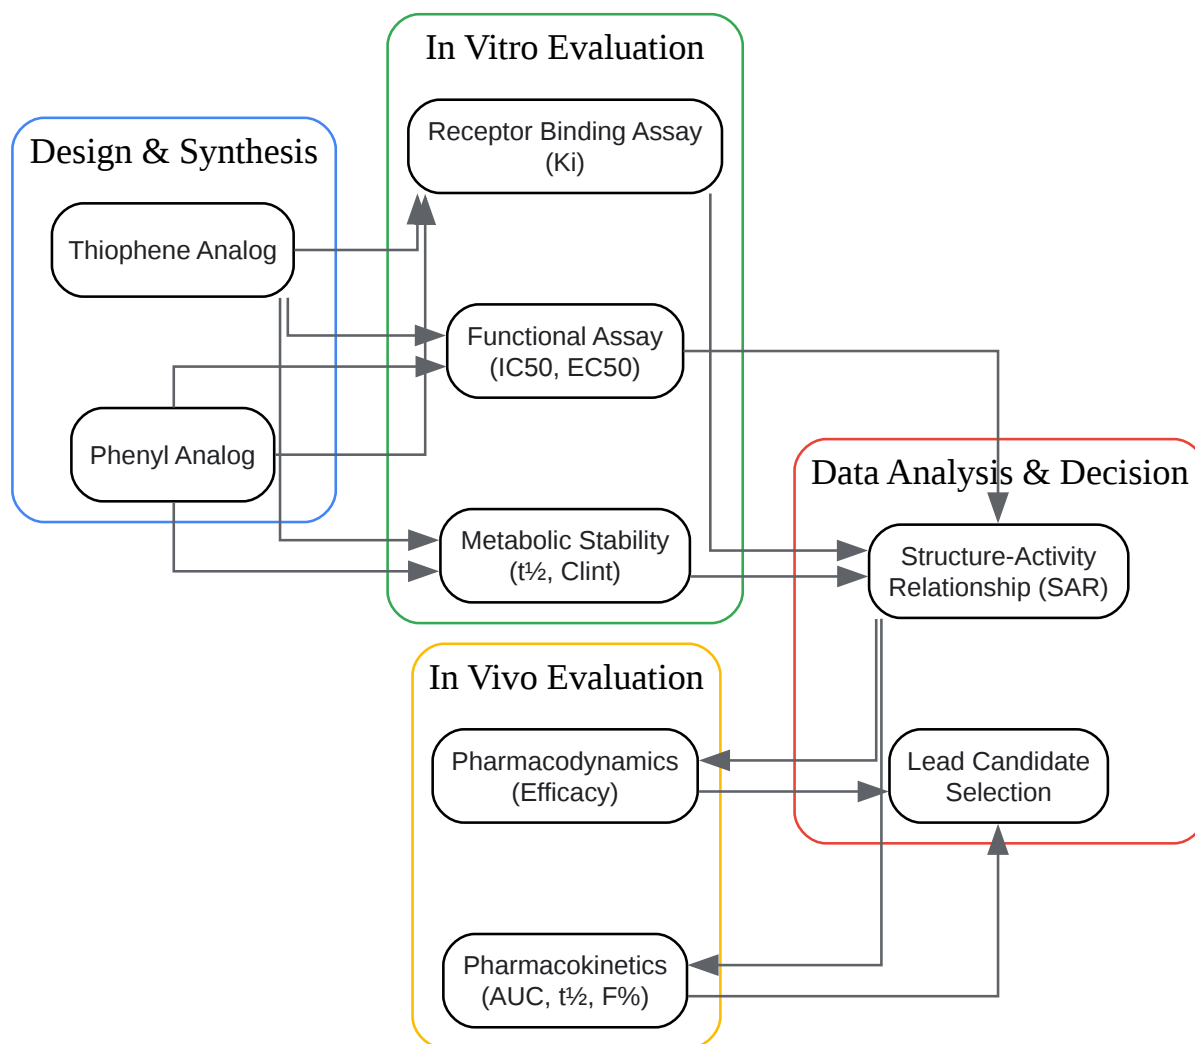 Design & Synthesis
Thiophene Analog
Phenyl Analog
In Vitro Evaluation
Receptor Binding Assay
(Ki)
Functional Assay
(IC50, EC50)
Metabolic Stability
(t½, Clint)
In Vivo Evaluation
Pharmacodynamics
(Efficacy)
Pharmacokinetics
(AUC, t½, F%)
Data Analysis & Decision
Structure-Activity
Relationship (SAR)
Lead Candidate
Selection